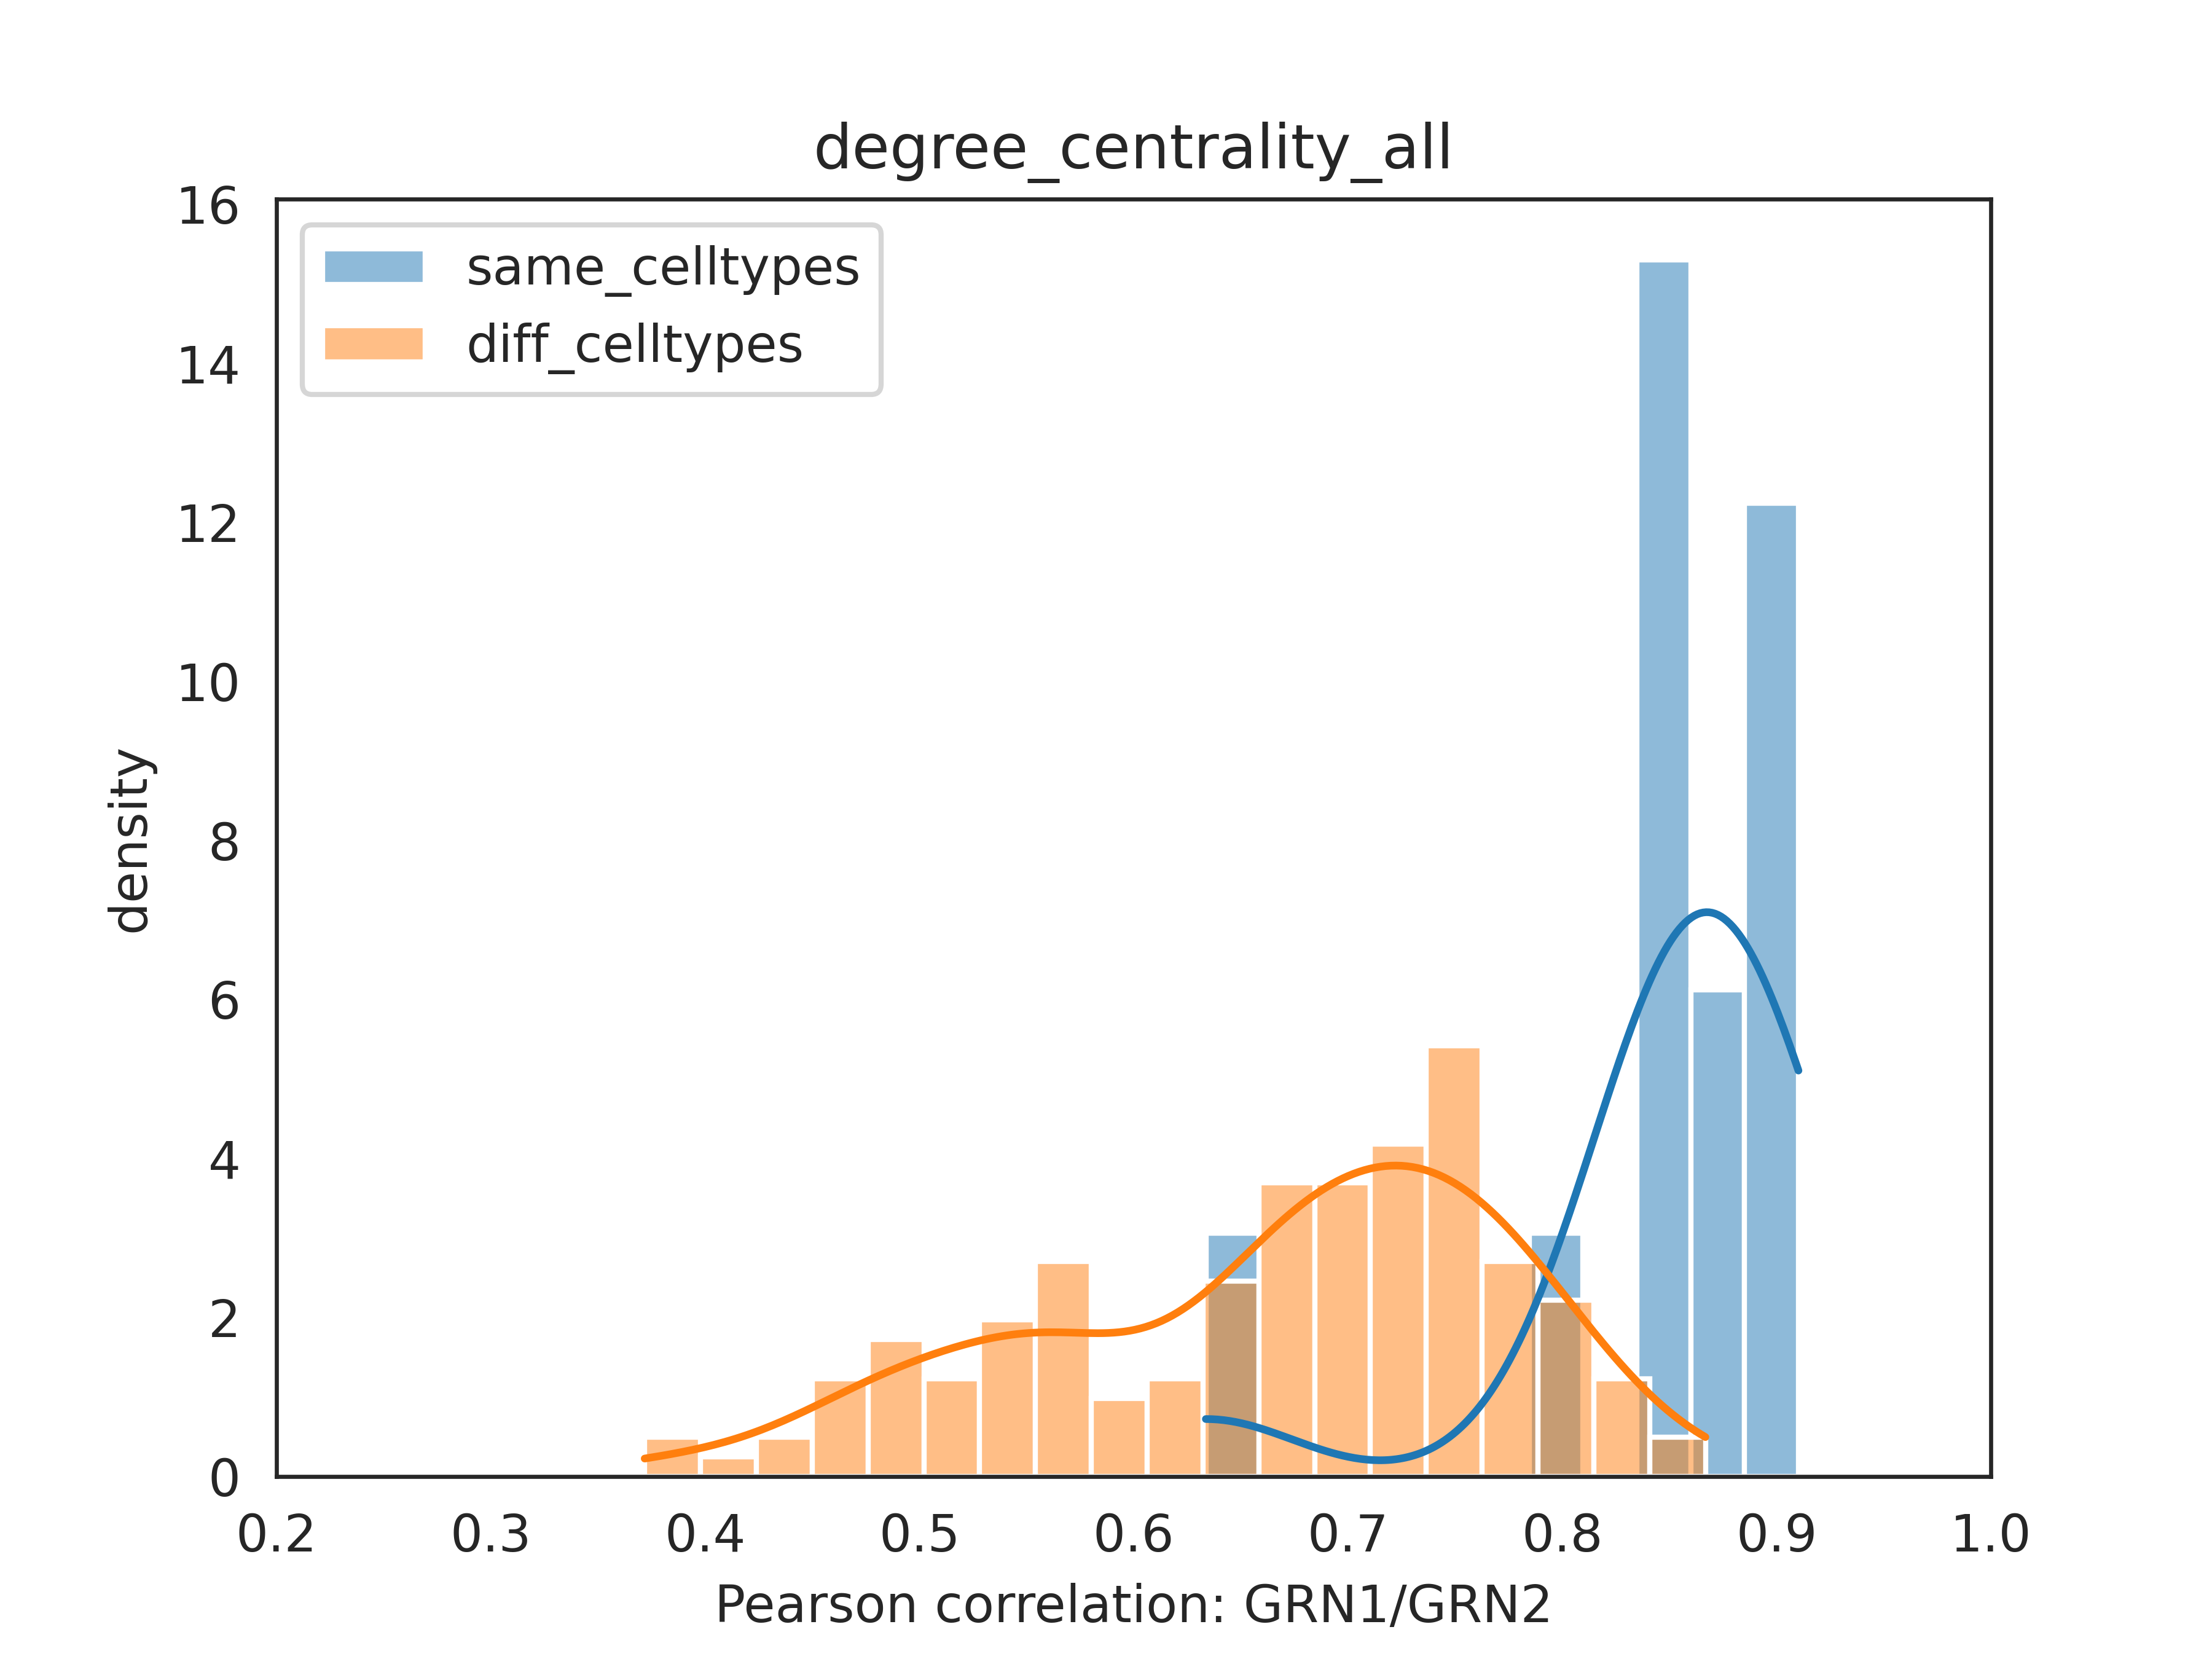 degree_centrality_all
same_celltypes
diff_celltypes
16
14
12
10
8
6
4
2
0
density
0.2 0.3 0.4 0.5 0.6 0.7 0.8 0.9 1.0
Pearson correlation: GRN1/GRN2